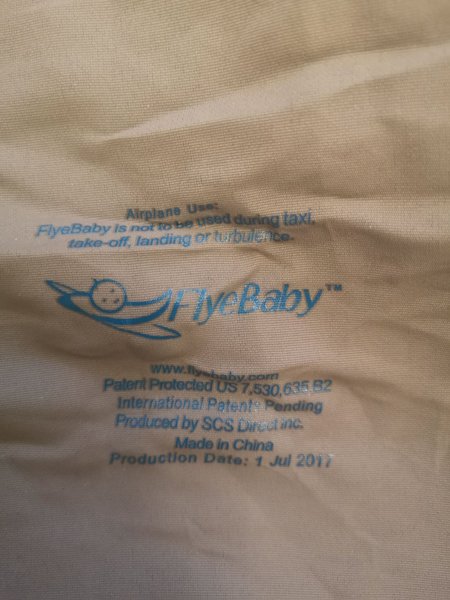 Airplane Use:
FlyeBaby is not to be used during taxi,
take-off, landing or turbulence.
FlyeBaby™
www.flyebaby.com
Patent Protected US 7,530,635 B2
International Patents Pending
Produced by SCS Direct inc.
Made in China
Production Date: 1 Jul 2017